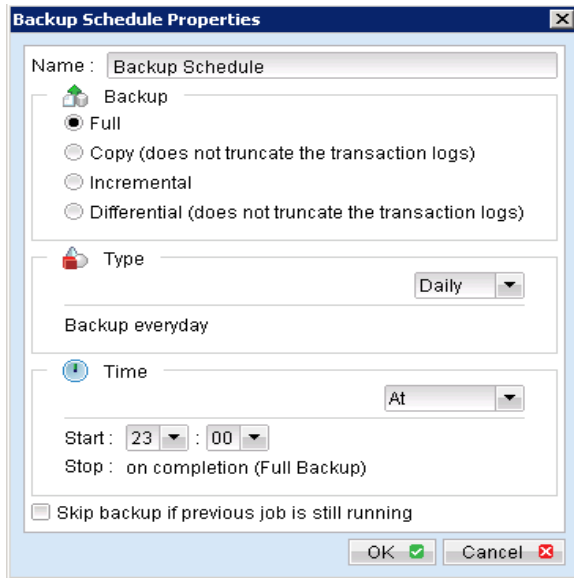 Backup Schedule Properties
Name : Backup Schedule
Backup
Full
Copy (does not truncate the transaction logs)
Incremental
Differential (does not truncate the transaction logs)
Type
Daily
Backup everyday
Time
At
Start : 23 : 00
Stop : on completion (Full Backup)
Skip backup if previous job is still running
OK Cancel